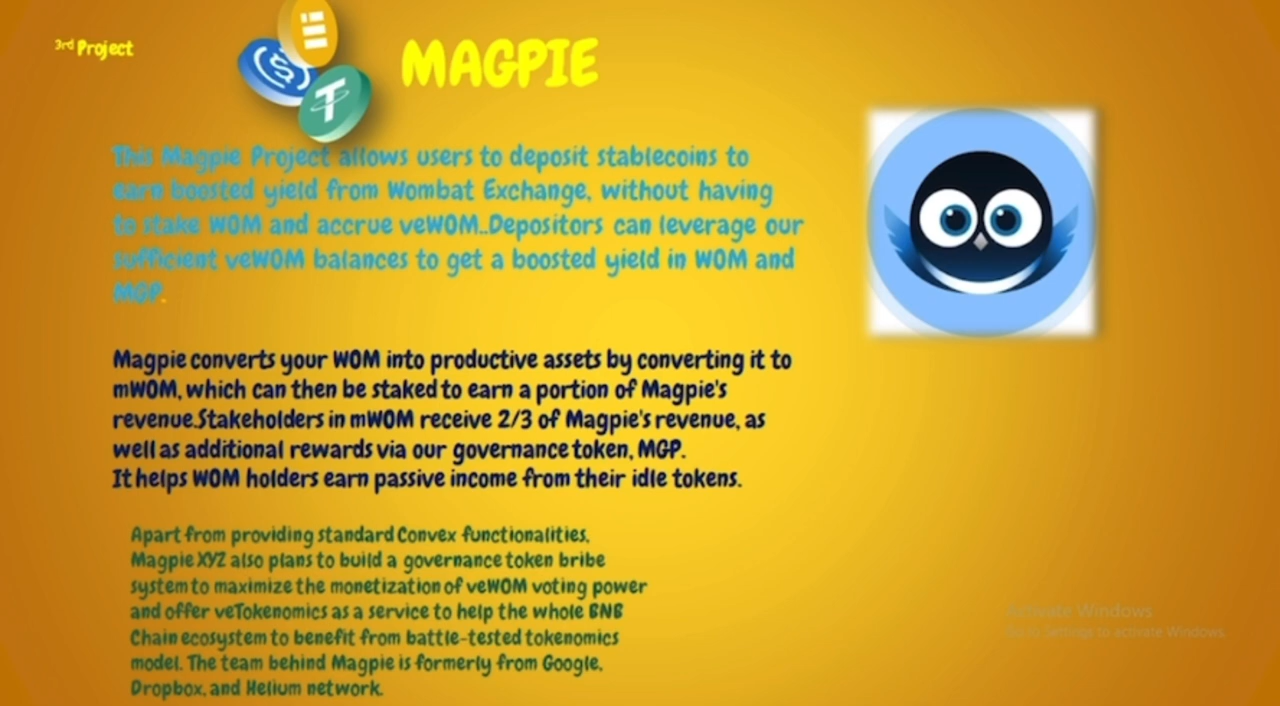 3rd Project
MAGPIE
This Magpie Project allows users to deposit stablecoins to
earn boosted yield from Wombat Exchange, without having
to stake WOM and accrue veWOM..Depositors can leverage our
sufficient veWOM balances to get a boosted yield in WOM and
MGP.
Magpie converts your WOM into productive assets by converting it to
mWOM, which can then be staked to earn a portion of Magpie's
revenue.Stakeholders in mWOM receive 2/3 of Magpie's revenue, as
well as additional rewards via our governance token, MGP.
It helps WOM holders earn passive income from their idle tokens.
Apart from providing standard Convex functionalities,
Magpie XYZ also plans to build a governance token bribe
system to maximize the monetization of veWOM voting power
and offer veTokenomics as a service to help the whole BNB
Chain ecosystem to benefit from battle-tested tokenomics
model. The team behind Magpie is formerly from Google,
Dropbox, and Helium network.
Activate Windows
Go to Settings to activate Windows.